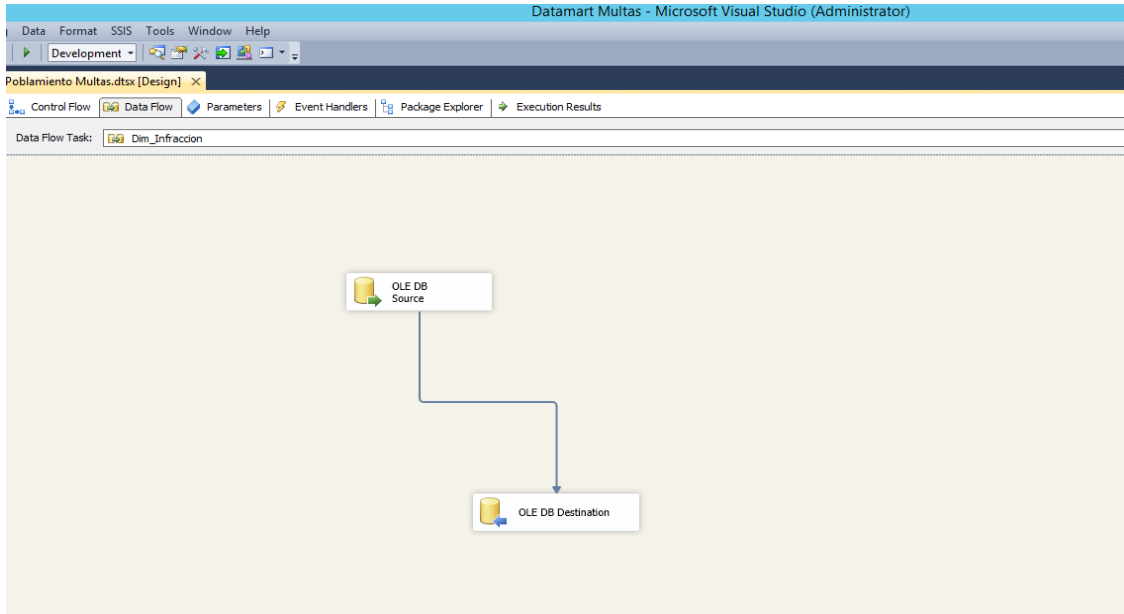 Datamart Multas - Microsoft Visual Studio (Administrator)
Data Format SSIS Tools Window Help
Development
Poblamiento Multas.dtsx [Design]
Control Flow Data Flow Parameters Event Handlers Package Explorer Execution Results
Data Flow Task: Dim_Infraccion
OLE DB
Source
OLE DB Destination